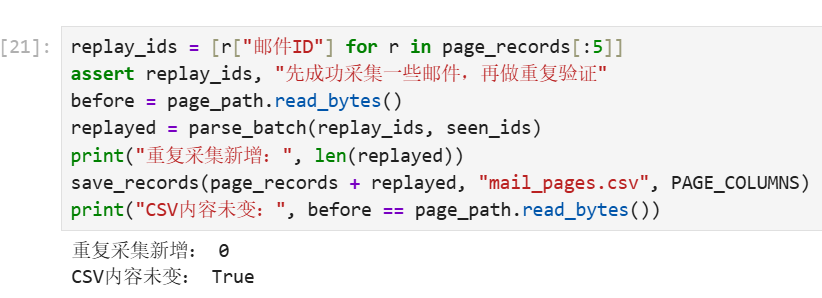 [21]:
replay_ids = [r["邮件ID"] for r in page_records[:5]]
assert replay_ids, "先成功采集一些邮件，再做重复验证"
before = page_path.read_bytes()
replayed = parse_batch(replay_ids, seen_ids)
print("重复采集新增：", len(replayed))
save_records(page_records + replayed, "mail_pages.csv", PAGE_COLUMNS)
print("CSV内容未变：", before == page_path.read_bytes())
重复采集新增： 0
CSV内容未变： True